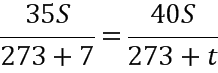 35S / (273 + 7) = 40S / (273 + t)